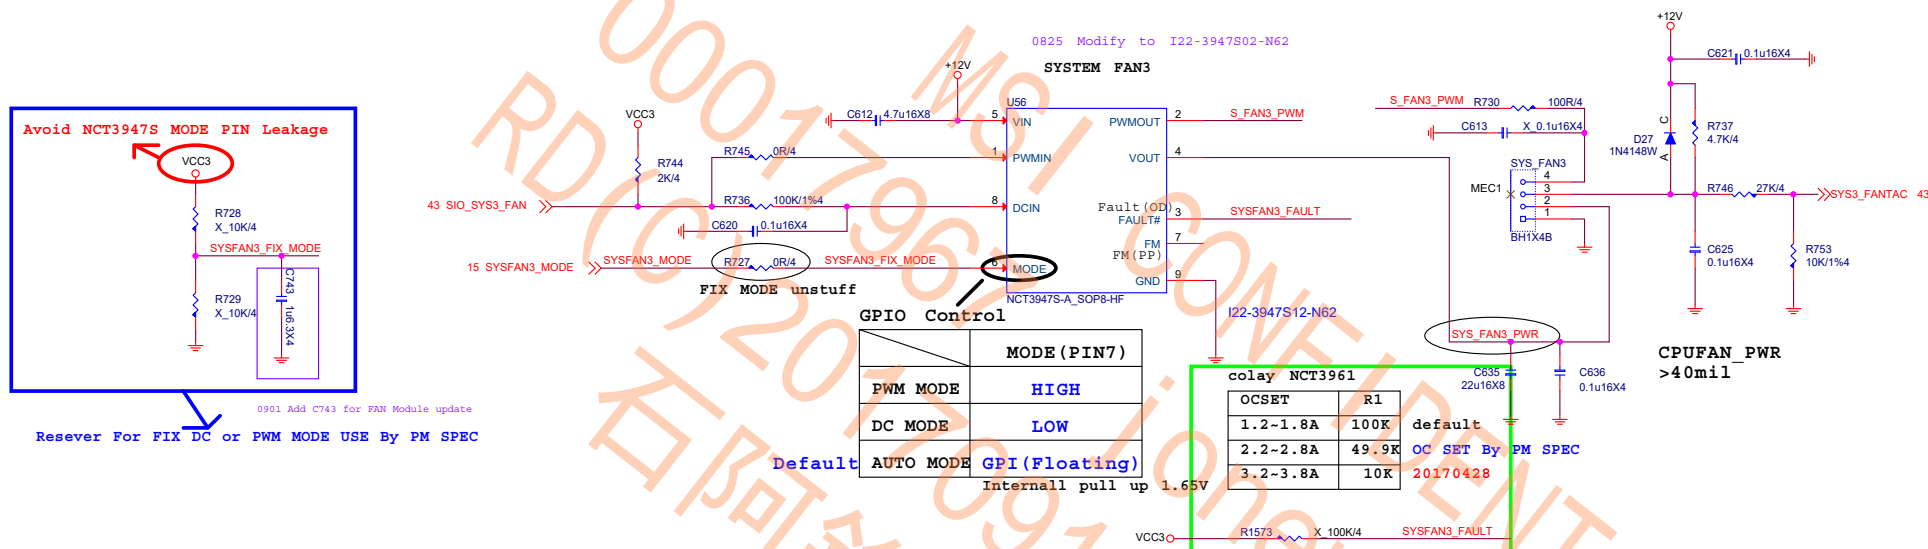 Avoid NCT3947S MODE PIN Leakage
VCC3
R728
X_10K/4
SYSFAN3_FIX_MODE
R729
X_10K/4
C743
1u6.3X4
0901 Add C743 for FAN Module update
Resever For FIX DC or PWM MODE USE By PM SPEC
0825 Modify to I22-3947S02-N62
SYSTEM FAN3
+12V
C612 4.7u16X8
VCC3
R744
2K/4
R745 0R/4
R736 100K/1%4
43 SIO_SYS3_FAN
C620 0.1u16X4
15 SYSFAN3_MODE
SYSFAN3_MODE
R727 0R/4
SYSFAN3_FIX_MODE
FIX MODE unstuff
U56
5 VIN
1 PWMIN
8 DCIN
6 MODE
PWMOUT 2
VOUT 4
Fault(OD)
FAULT# 3
FM 7
FM(PP)
GND 9
NCT3947S-A_SOP8-HF
S_FAN3_PWM
SYSFAN3_FAULT
I22-3947S12-N62
GPIO Control
MODE(PIN7)
PWM MODE HIGH
DC MODE LOW
Default AUTO MODE GPI(Floating)
Internall pull up 1.65V
S_FAN3_PWM R730 100R/4
C613 X_0.1u16X4
SYS_FAN3
MEC1
4
3
2
1
BH1X4B
+12V
C621 0.1u16X4
C
D27
1N4148W
A
R737
4.7K/4
R746 27K/4
SYS3_FANTAC 43
C625
0.1u16X4
R753
10K/1%4
SYS_FAN3_PWR
C635
22u16X8
C636
0.1u16X4
CPUFAN_PWR
>40mil
colay NCT3961
OCSET R1
1.2~1.8A 100K default
2.2~2.8A 49.9K OC SET By PM SPEC
3.2~3.8A 10K 20170428
VCC3 R1573 X_100K/4 SYSFAN3_FAULT
MSI CONFIDENT